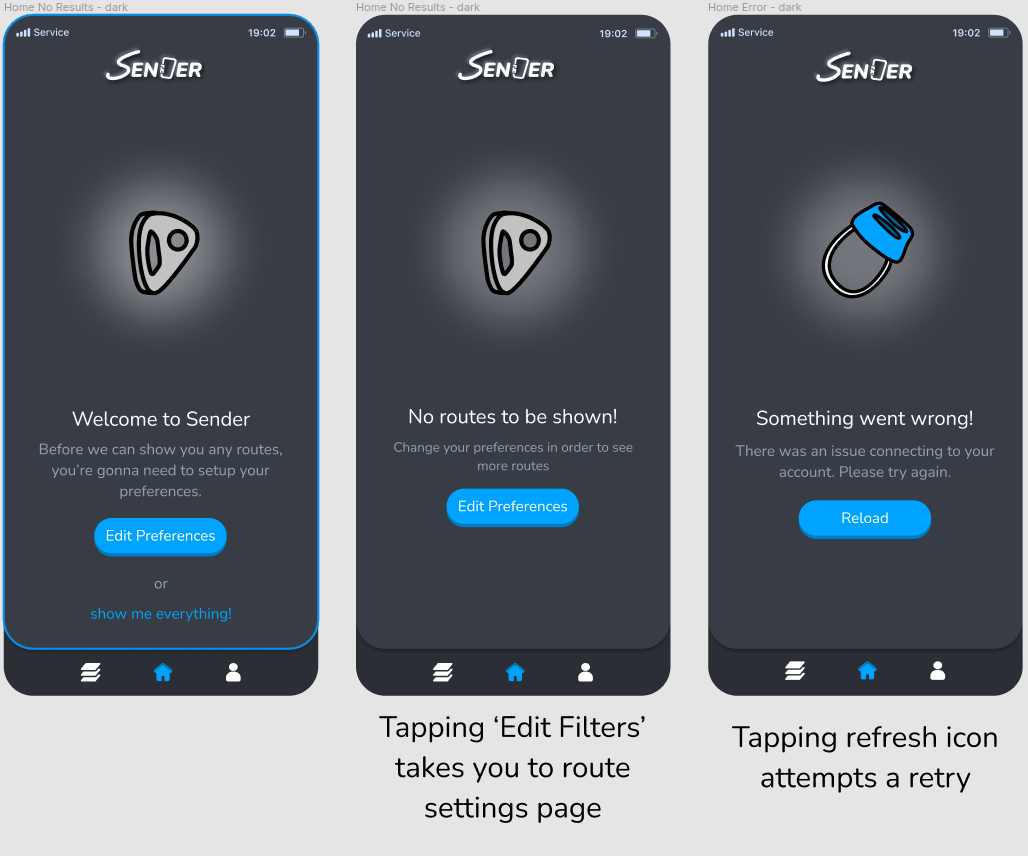 Home No Results - dark
Service 19:02
SENDER
Welcome to Sender
Before we can show you any routes,
you're gonna need to setup your
preferences.
Edit Preferences
or
show me everything!
Home No Results - dark
Service 19:02
SENDER
No routes to be shown!
Change your preferences in order to see
more routes
Edit Preferences
Tapping ‘Edit Filters’
takes you to route
settings page
Home Error - dark
Service 19:02
SENDER
Something went wrong!
There was an issue connecting to your
account. Please try again.
Reload
Tapping refresh icon
attempts a retry